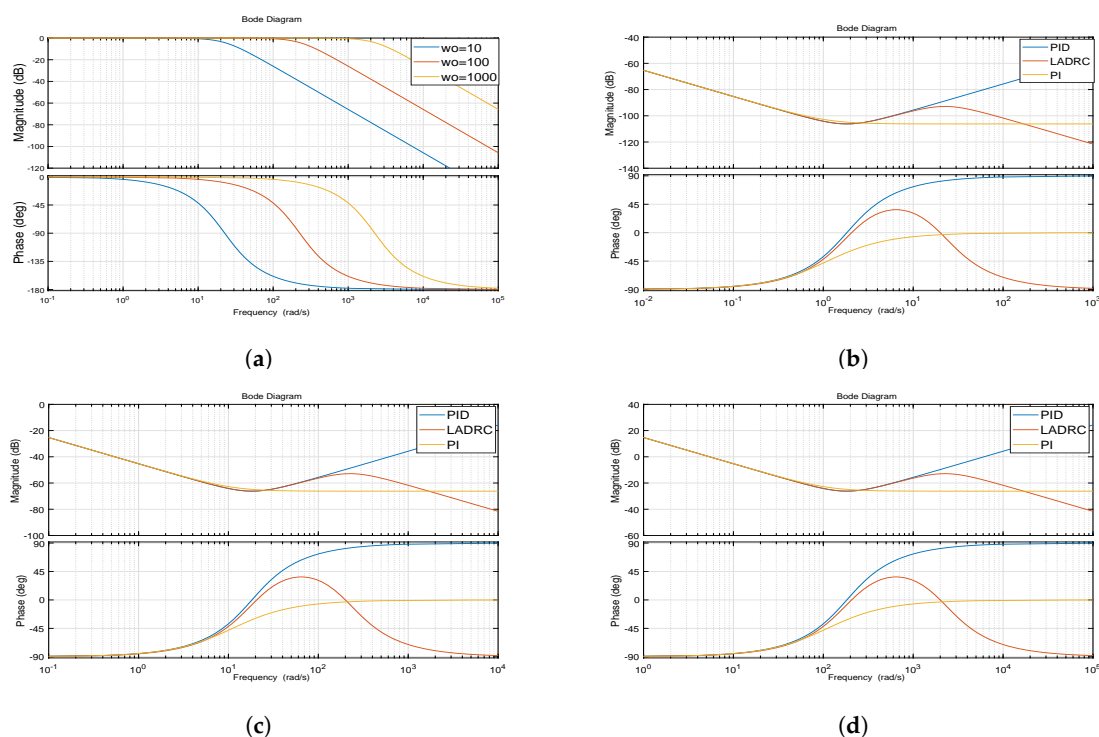 Bode Diagram
Magnitude (dB)
0
-20
-40
-60
-80
-100
-120
wo=10
wo=100
wo=1000
Phase (deg)
0
-45
-90
-135
-180
10-1 100 101 102 103 104 105
Frequency (rad/s)
(a)
Bode Diagram
Magnitude (dB)
-40
-60
-80
-100
-120
-140
PID
LADRC
PI
Phase (deg)
90
45
0
-45
-90
10-2 10-1 100 101 102 103
Frequency (rad/s)
(b)
Bode Diagram
Magnitude (dB)
0
-20
-40
-60
-80
-100
PID
LADRC
PI
Phase (deg)
90
45
0
-45
-90
10-1 100 101 102 103 104
Frequency (rad/s)
(c)
Bode Diagram
Magnitude (dB)
40
20
0
-20
-40
-60
PID
LADRC
PI
Phase (deg)
90
45
0
-45
-90
100 101 102 103 104 105
Frequency (rad/s)
(d)